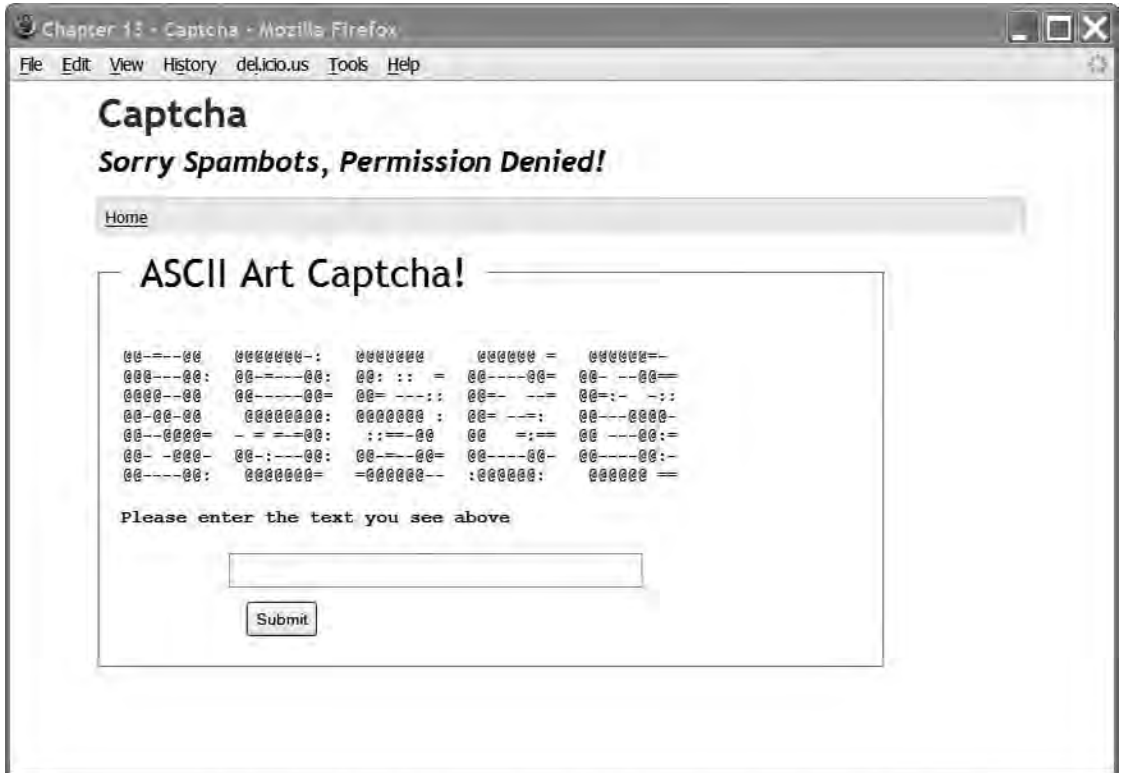 Chapter 13 - Captcha - Mozilla Firefox
File Edit View History del.icio.us Tools Help
Captcha
Sorry Spambots, Permission Denied!
Home
ASCII Art Captcha!
@@-=--@@   @@@@@@@-:   @@@@@@@     @@@@@@ =   @@@@@@=-
@@@---@@:  @@-=---@@:  @@: ::  =  @@----@@=  @@- --@@==
@@@@--@@   @@-----@@=  @@= ---::  @@=-  --=  @@=:-  -::
@@-@@-@@    @@@@@@@@:  @@@@@@@ :  @@= --=:   @@---@@@@-
@@--@@@@=  - = =-=@@:   ::==-@@   @@   =:==  @@ ---@@:=
@@- -@@@-  @@-:---@@:  @@-=--@@=  @@----@@-  @@----@@:-
@@----@@:   @@@@@@@=   =@@@@@@--  :@@@@@@:    @@@@@@ ==
Please enter the text you see above
Submit